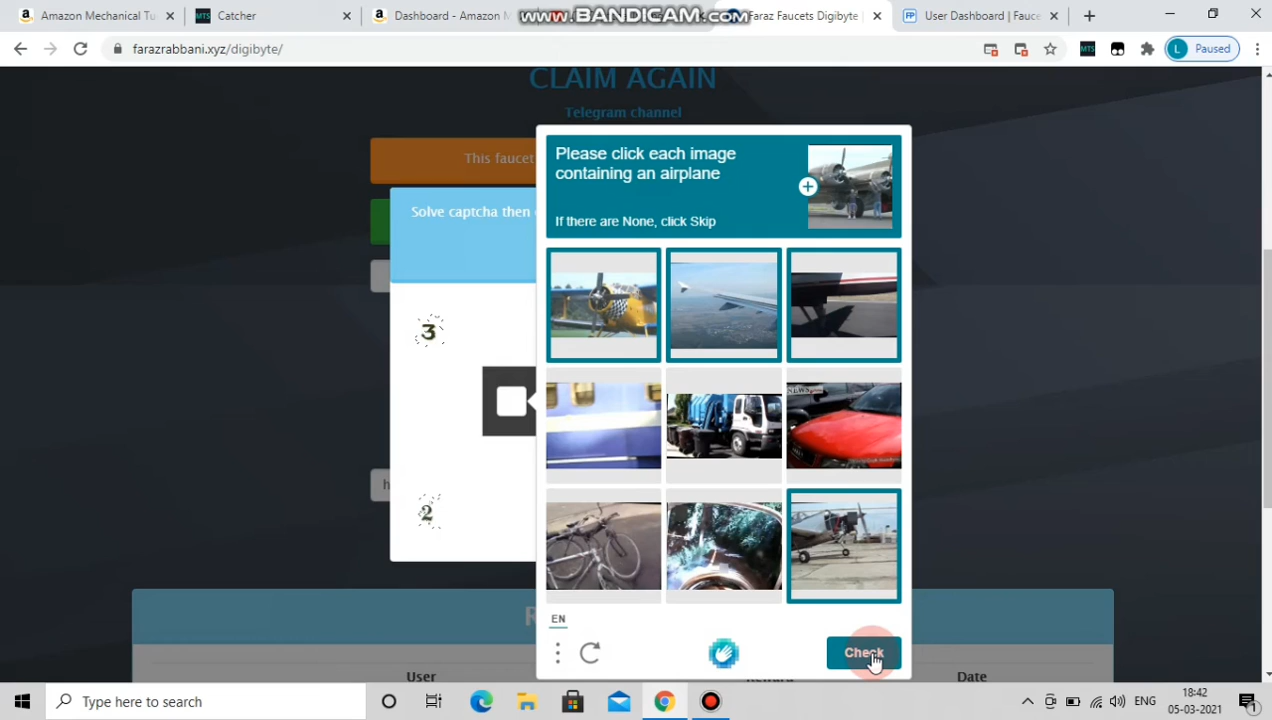 Amazon Mechanical Tu
Catcher
Dashboard - Amazon M
www.BANDICAM.com
Faraz Faucets Digibyte
User Dashboard | Fauce
farazrabbani.xyz/digibyte/
Paused
CLAIM AGAIN
Telegram channel
This faucet
Please click each image
containing an airplane
If there are None, click Skip
Solve captcha then
3
2
EN
Check
User
Date
Type here to search
ENG
18:42
05-03-2021